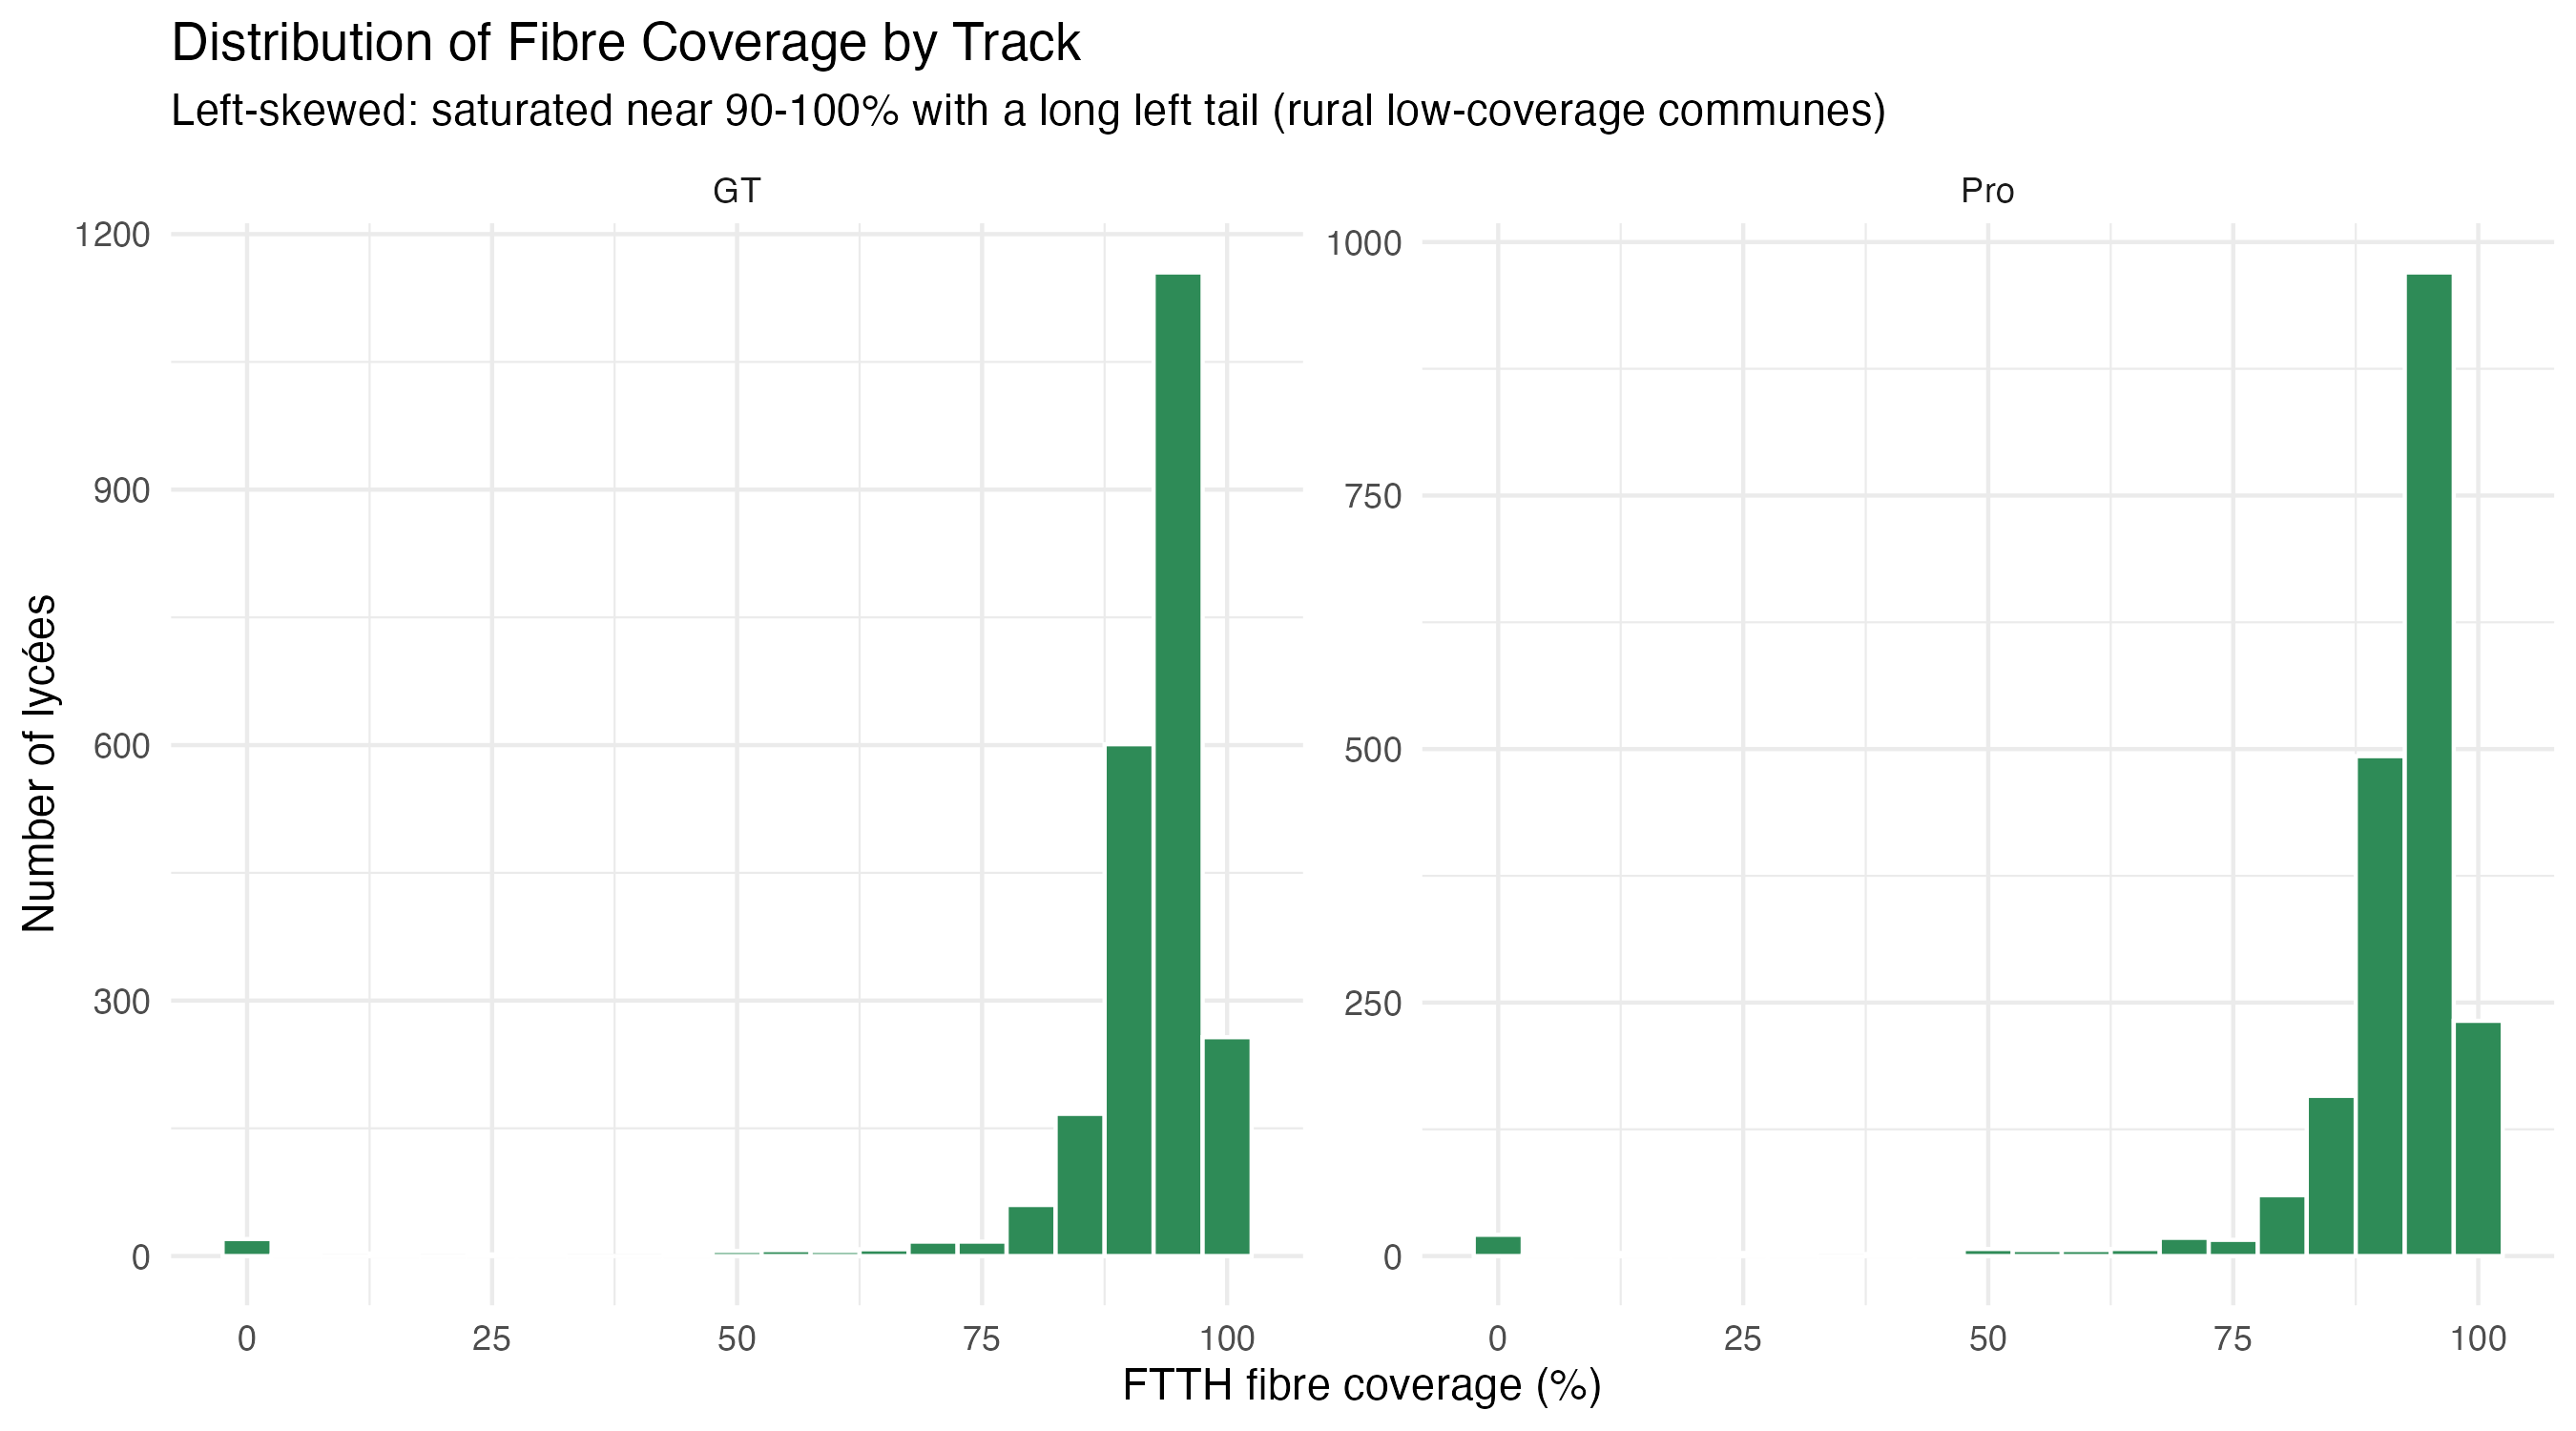 Distribution of Fibre Coverage by Track
Left-skewed: saturated near 90-100% with a long left tail (rural low-coverage communes)
GT
Pro
Number of lycées
1200
900
600
300
0
1000
750
500
250
0
0 25 50 75 100
0 25 50 75 100
FTTH fibre coverage (%)